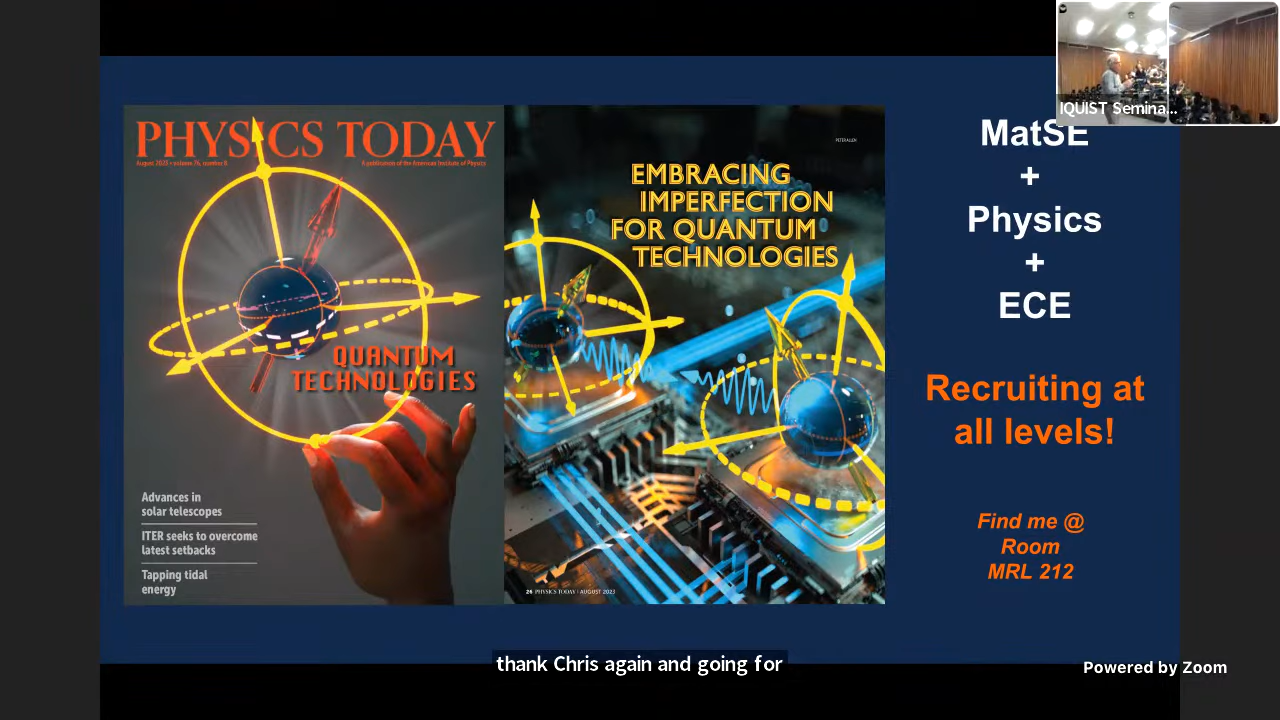 PHYSICS TODAY
August 2023 • volume 76, number 8
A publication of the American Institute of Physics
QUANTUM
TECHNOLOGIES
Advances in
solar telescopes
ITER seeks to overcome
latest setbacks
Tapping tidal
energy
EMBRACING
IMPERFECTION
FOR QUANTUM
TECHNOLOGIES
26 PHYSICS TODAY | AUGUST 2023
IQUIST Semina...
MatSE
+
Physics
+
ECE
Recruiting at
all levels!
Find me @
Room
MRL 212
thank Chris again and going for
Powered by Zoom